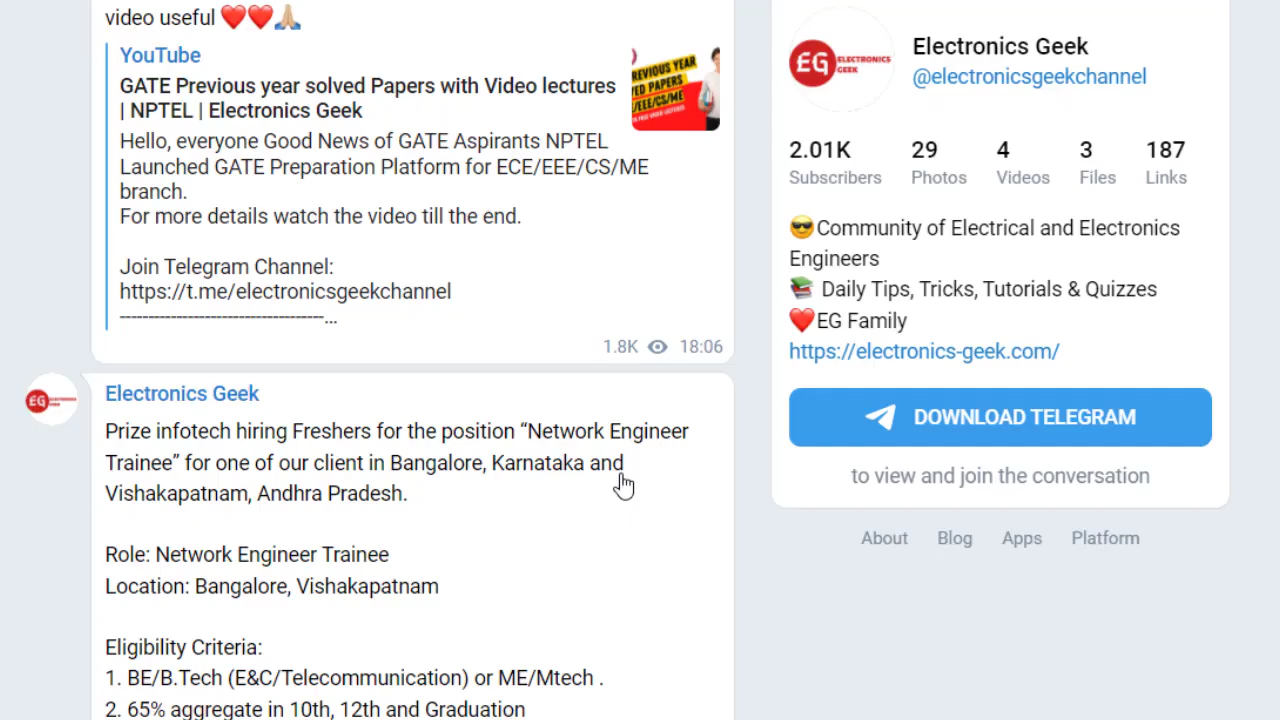 video useful ❤️❤️🙏🏼
YouTube
GATE Previous year solved Papers with Video lectures
| NPTEL | Electronics Geek
Hello, everyone Good News of GATE Aspirants NPTEL
Launched GATE Preparation Platform for ECE/EEE/CS/ME
branch.
For more details watch the video till the end.
Join Telegram Channel:
https://t.me/electronicsgeekchannel
-----------------------------------...
1.8K 18:06
Electronics Geek
Prize infotech hiring Freshers for the position “Network Engineer
Trainee” for one of our client in Bangalore, Karnataka and
Vishakapatnam, Andhra Pradesh.
Role: Network Engineer Trainee
Location: Bangalore, Vishakapatnam
Eligibility Criteria:
1. BE/B.Tech (E&C/Telecommunication) or ME/Mtech .
2. 65% aggregate in 10th, 12th and Graduation
EG ELECTRONICS
GEEK
Electronics Geek
@electronicsgeekchannel
2.01K 29 4 3 187
Subscribers Photos Videos Files Links
😎Community of Electrical and Electronics
Engineers
📚 Daily Tips, Tricks, Tutorials & Quizzes
❤️EG Family
https://electronics-geek.com/
DOWNLOAD TELEGRAM
to view and join the conversation
About Blog Apps Platform